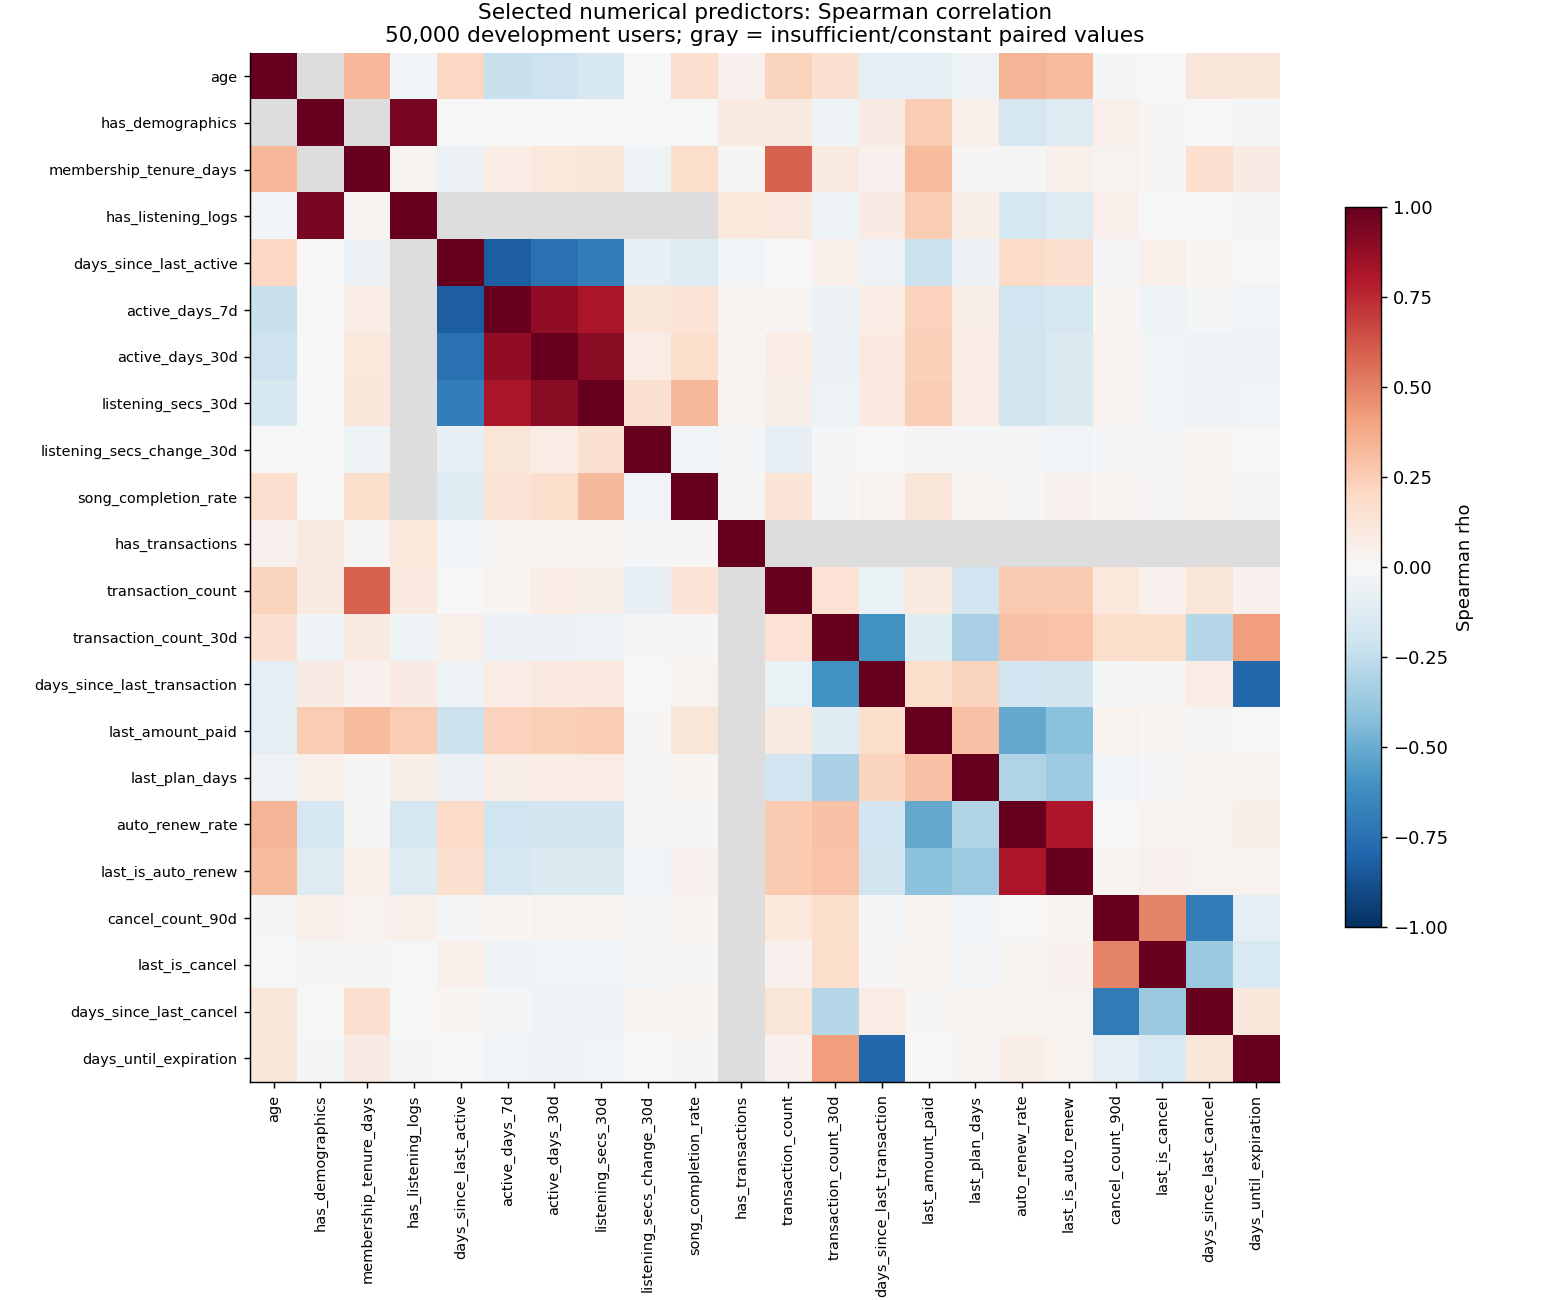 Selected numerical predictors: Spearman correlation
50,000 development users; gray = insufficient/constant paired values
age
has_demographics
membership_tenure_days
has_listening_logs
days_since_last_active
active_days_7d
active_days_30d
listening_secs_30d
listening_secs_change_30d
song_completion_rate
has_transactions
transaction_count
transaction_count_30d
days_since_last_transaction
last_amount_paid
last_plan_days
auto_renew_rate
last_is_auto_renew
cancel_count_90d
last_is_cancel
days_since_last_cancel
days_until_expiration
age
has_demographics
membership_tenure_days
has_listening_logs
days_since_last_active
active_days_7d
active_days_30d
listening_secs_30d
listening_secs_change_30d
song_completion_rate
has_transactions
transaction_count
transaction_count_30d
days_since_last_transaction
last_amount_paid
last_plan_days
auto_renew_rate
last_is_auto_renew
cancel_count_90d
last_is_cancel
days_since_last_cancel
days_until_expiration
1.00
0.75
0.50
0.25
0.00
−0.25
−0.50
−0.75
−1.00
Spearman rho